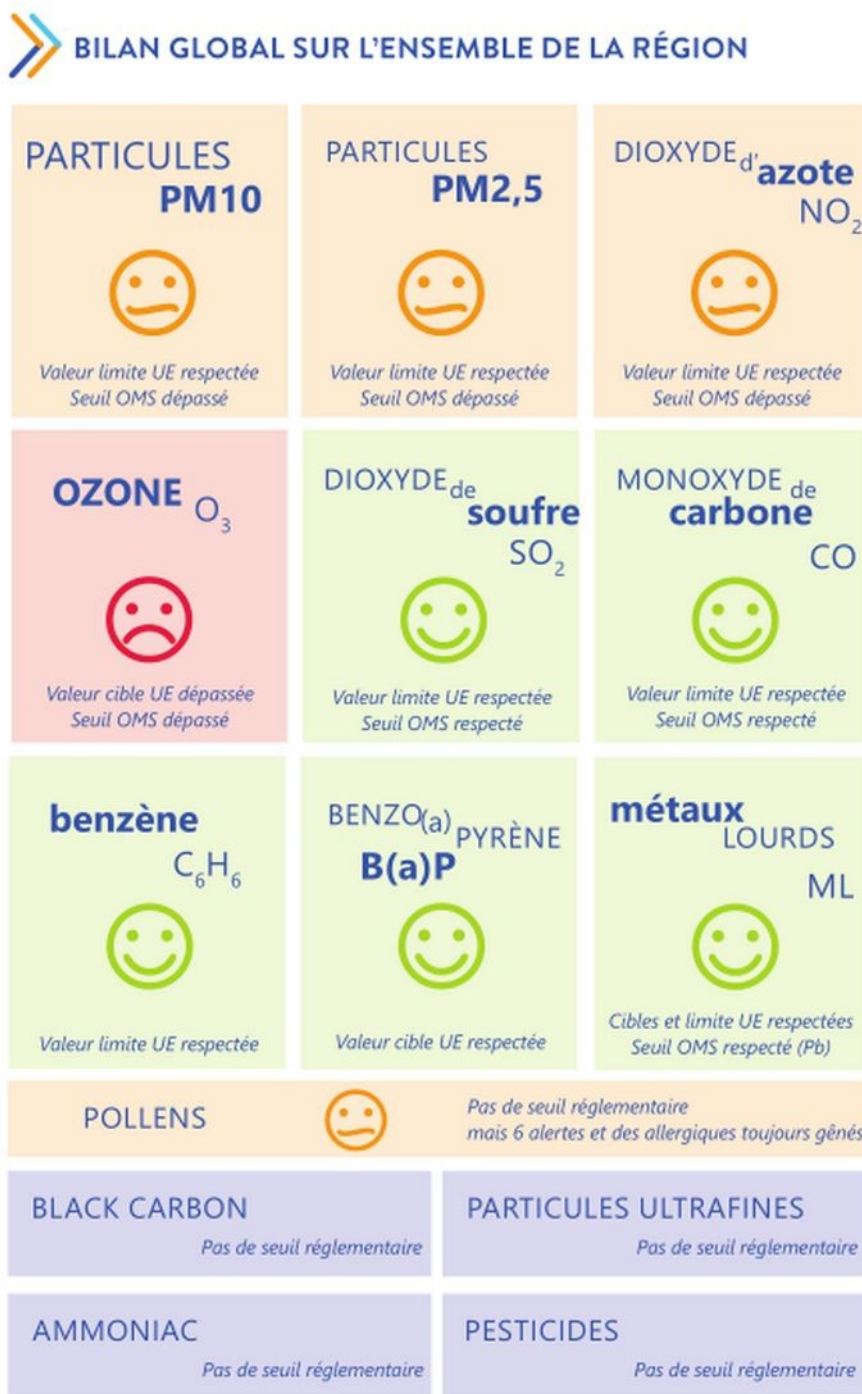 BILAN GLOBAL SUR L'ENSEMBLE DE LA RÉGION
PARTICULES
PM10
Valeur limite UE respectée
Seuil OMS dépassé
PARTICULES
PM2,5
Valeur limite UE respectée
Seuil OMS dépassé
DIOXYDE d'azote
NO₂
Valeur limite UE respectée
Seuil OMS dépassé
OZONE O₃
Valeur cible UE dépassée
Seuil OMS dépassé
DIOXYDE de
soufre
SO₂
Valeur limite UE respectée
Seuil OMS respecté
MONOXYDE de
carbone
CO
Valeur limite UE respectée
Seuil OMS respecté
benzène
C₆H₆
Valeur limite UE respectée
BENZO(a) PYRÈNE
B(a)P
Valeur cible UE respectée
métaux
LOURDS
ML
Cibles et limite UE respectées
Seuil OMS respecté (Pb)
POLLENS
Pas de seuil réglementaire
mais 6 alertes et des allergiques toujours gênés
BLACK CARBON
Pas de seuil réglementaire
PARTICULES ULTRAFINES
Pas de seuil réglementaire
AMMONIAC
Pas de seuil réglementaire
PESTICIDES
Pas de seuil réglementaire